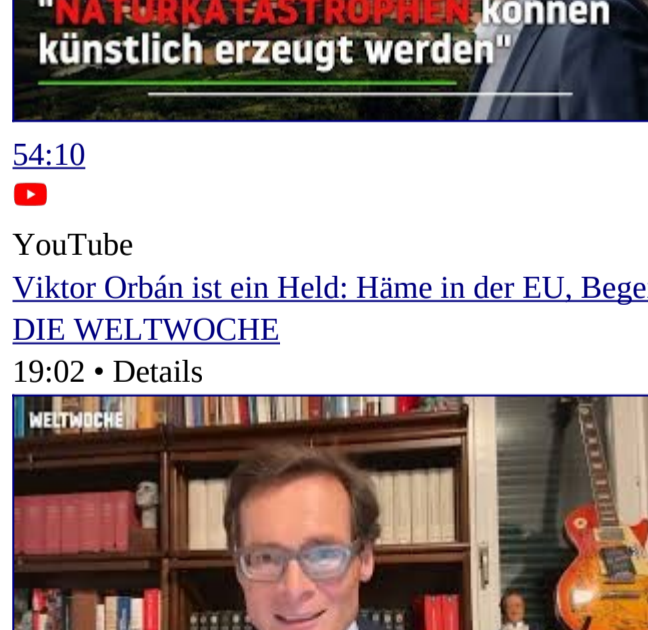 "NATURKATASTROPHEN können
künstlich erzeugt werden"
54:10
YouTube
Viktor Orbán ist ein Held: Häme in der EU, Bege
DIE WELTWOCHE
19:02 • Details
WELTWOCHE